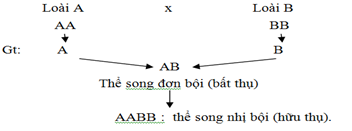 Loài A x Loài B
AA BB
Gt: A B
AB
Thể song đơn bội (bất thụ)
AABB : thể song nhị bội (hữu thụ).